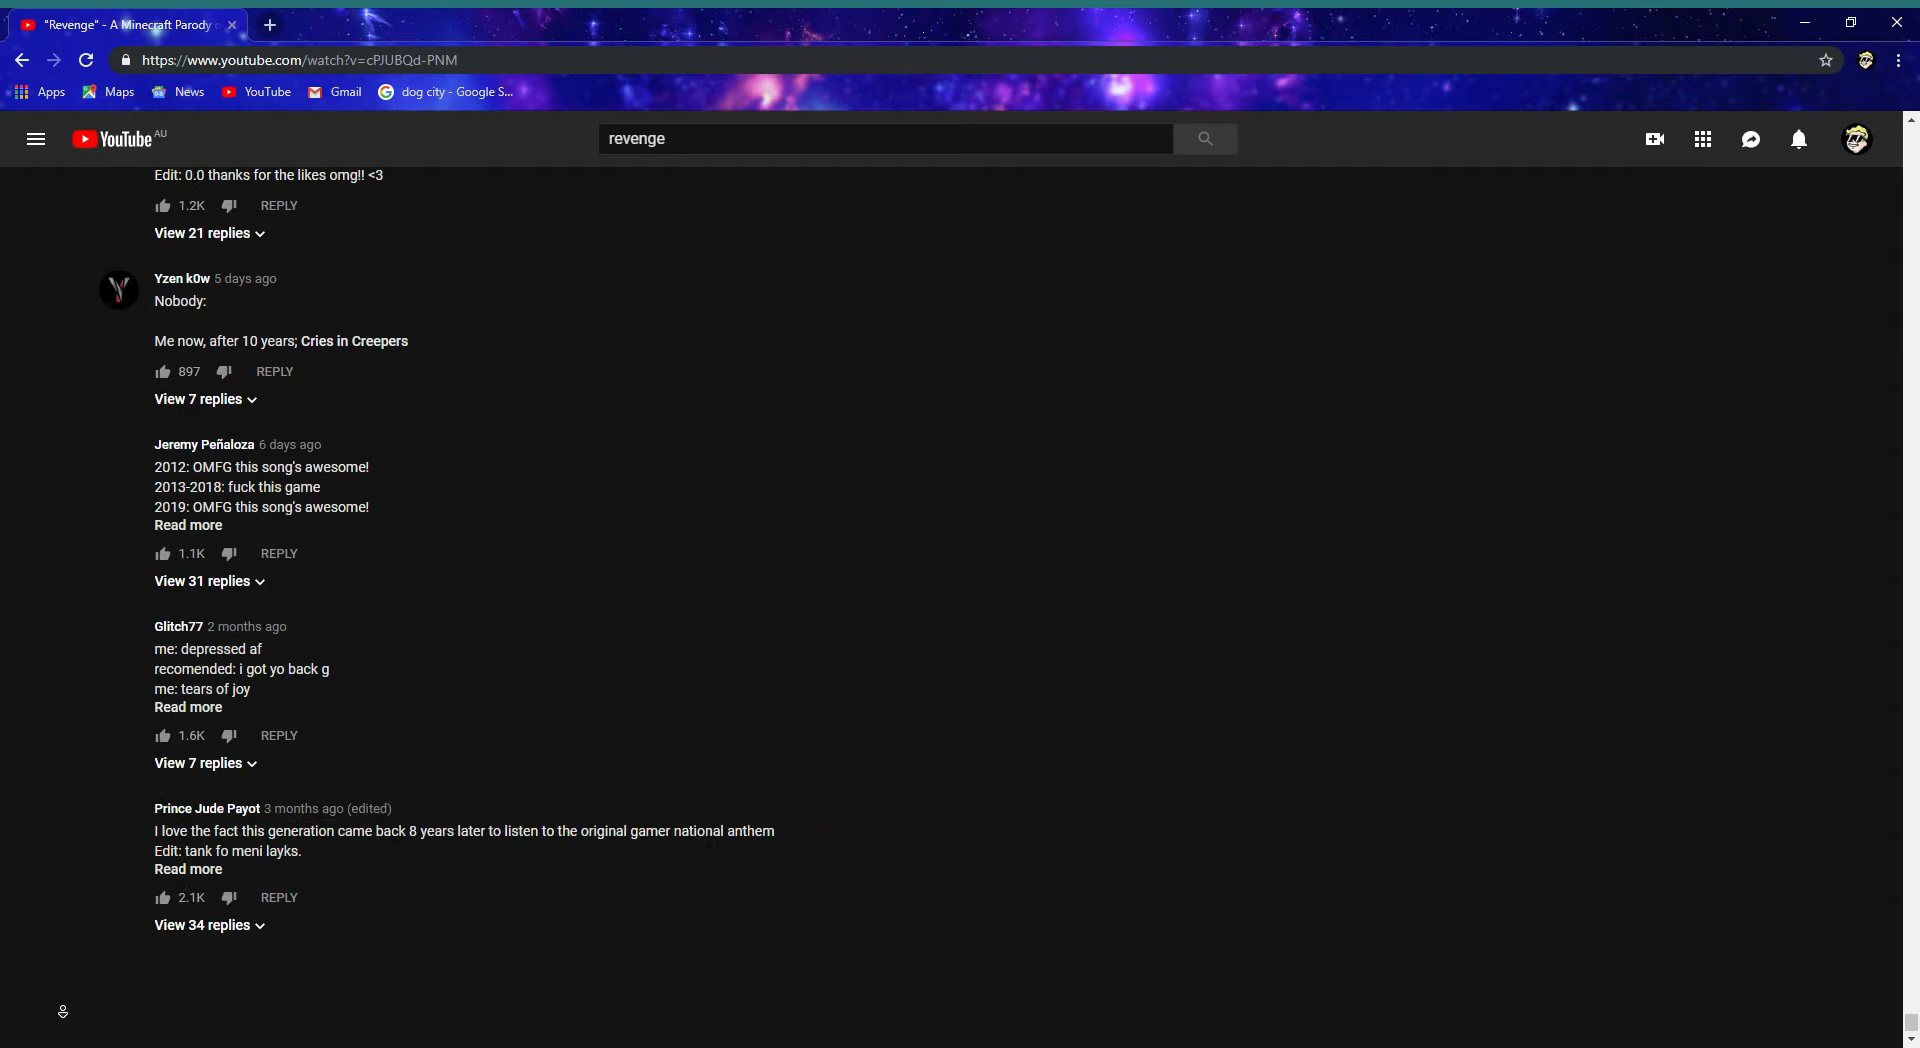 "Revenge" - A Minecraft Parody
https://www.youtube.com/watch?v=cPJUBQd-PNM
Apps Maps News YouTube Gmail dog city - Google S...
YouTube AU revenge
Edit: 0.0 thanks for the likes omg!! <3
1.2K REPLY
View 21 replies
Yzen k0w 5 days ago
Nobody:
Me now, after 10 years; Cries in Creepers
897 REPLY
View 7 replies
Jeremy Peñaloza 6 days ago
2012: OMFG this song's awesome!
2013-2018: fuck this game
2019: OMFG this song's awesome!
Read more
1.1K REPLY
View 31 replies
Glitch77 2 months ago
me: depressed af
recomended: i got yo back g
me: tears of joy
Read more
1.6K REPLY
View 7 replies
Prince Jude Payot 3 months ago (edited)
I love the fact this generation came back 8 years later to listen to the original gamer national anthem
Edit: tank fo meni layks.
Read more
2.1K REPLY
View 34 replies